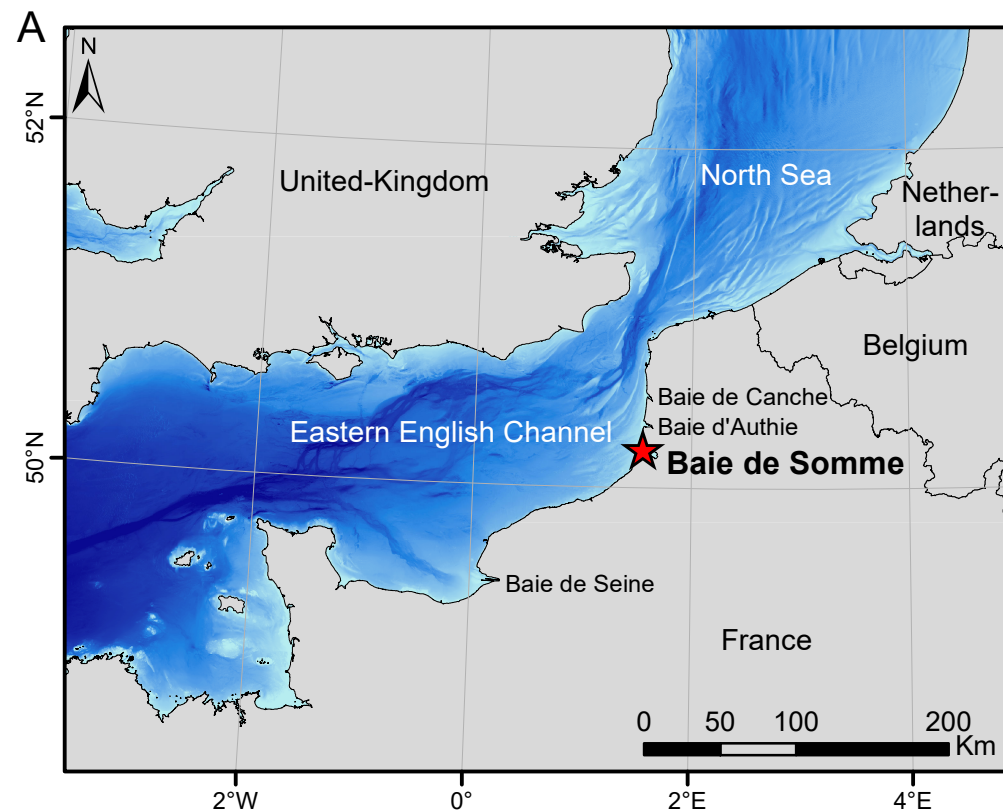 A
N
52°N
50°N
United-Kingdom
North Sea
Nether-
lands
Belgium
Baie de Canche
Baie d'Authie
Eastern English Channel
Baie de Somme
Baie de Seine
France
0 50 100 200
Km
2°W 0° 2°E 4°E